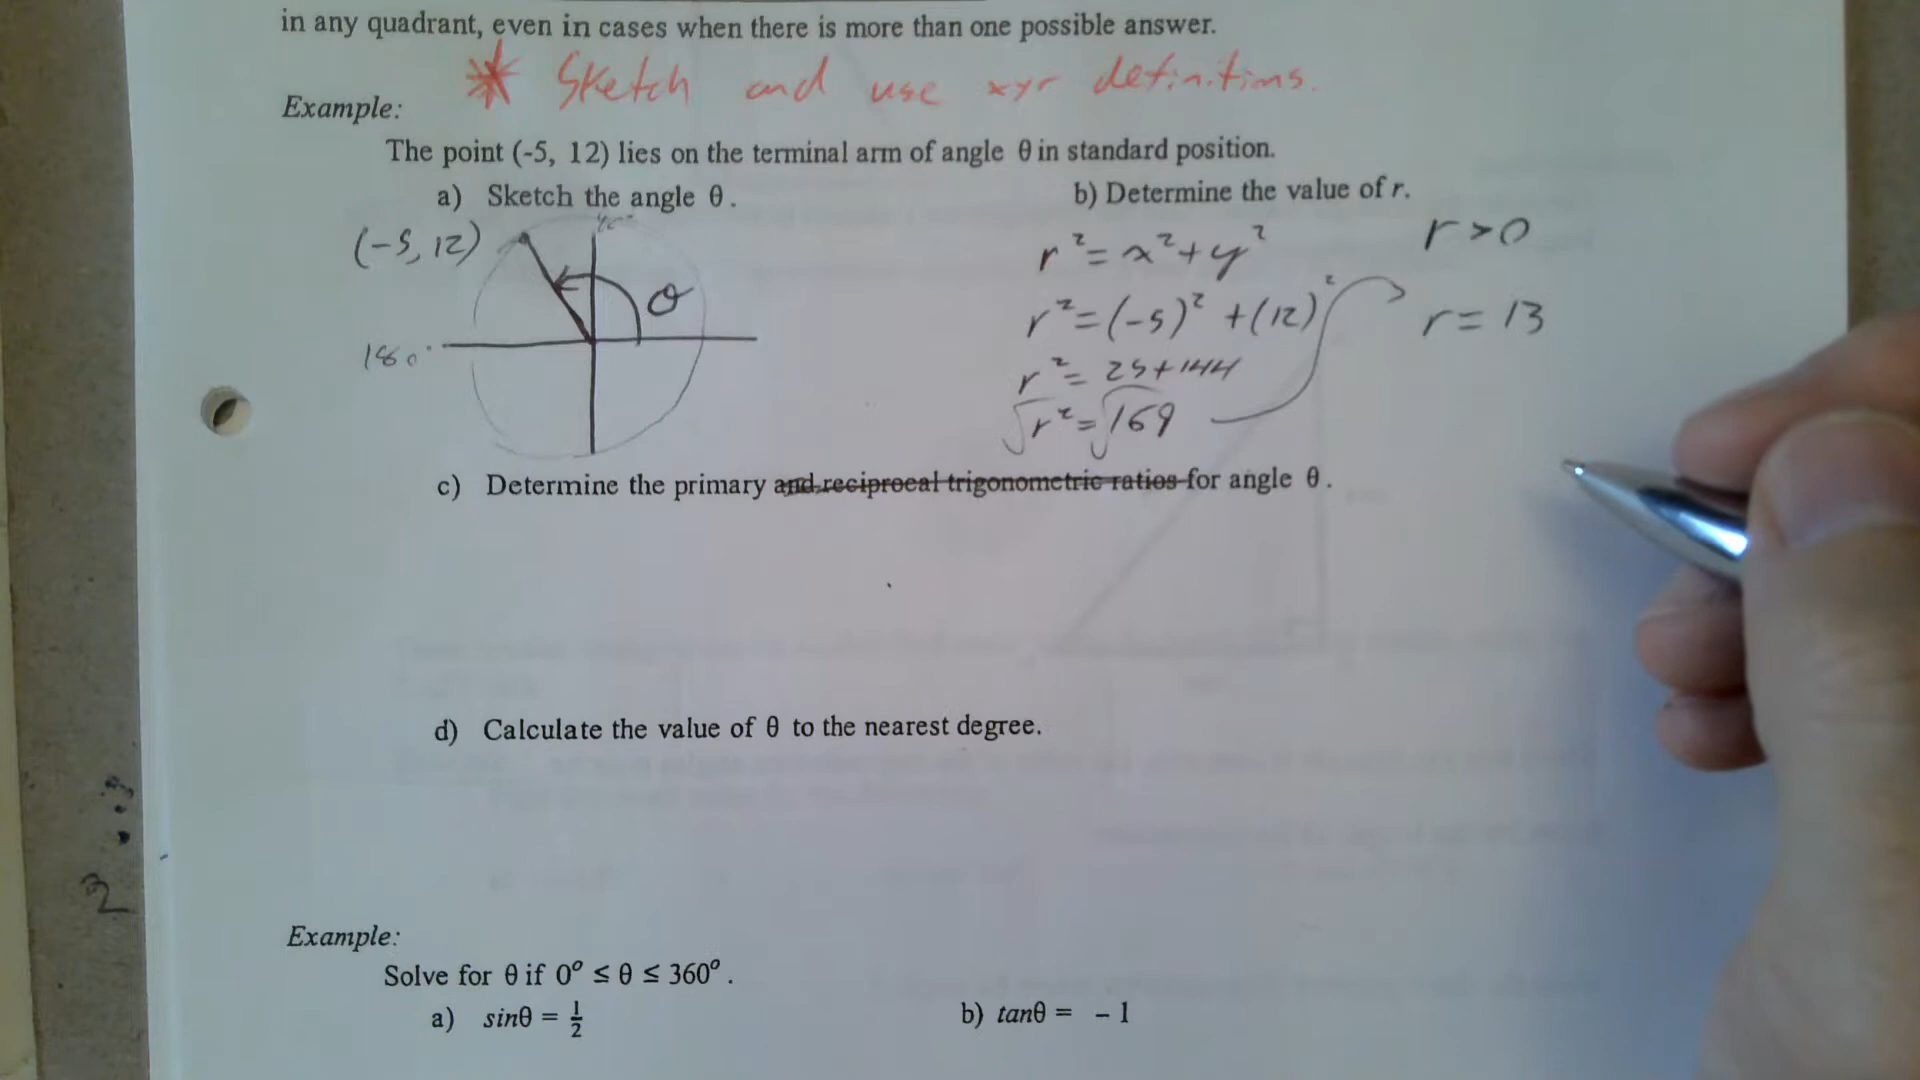 in any quadrant, even in cases when there is more than one possible answer.
* Sketch and use xyr definitions.
Example:
The point (-5, 12) lies on the terminal arm of angle θ in standard position.
a) Sketch the angle θ.
b) Determine the value of r.
(-5, 12)
θ
180°
r² = x² + y²
r > 0
r² = (-5)² + (12)²
r = 13
r² = 25 + 144
√r² = √169
c) Determine the primary and reciprocal trigonometric ratios for angle θ.
d) Calculate the value of θ to the nearest degree.
2
Example:
Solve for θ if 0° ≤ θ ≤ 360°.
a) sinθ = 1/2
b) tanθ = - 1